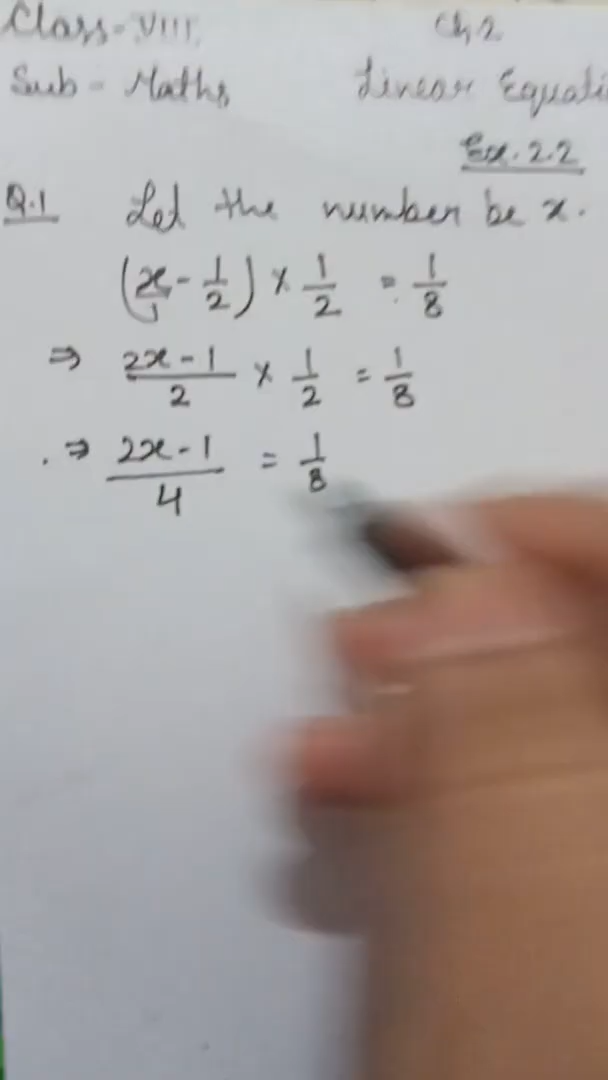 Class - VIII Ch 2
Sub - Maths Linear Equati
Ex. 2.2
Q.1 Let the number be x.
(x/1 - 1/2) × 1/2 = 1/8
⇒ (2x - 1)/2 × 1/2 = 1/8
⇒ (2x - 1)/4 = 1/8